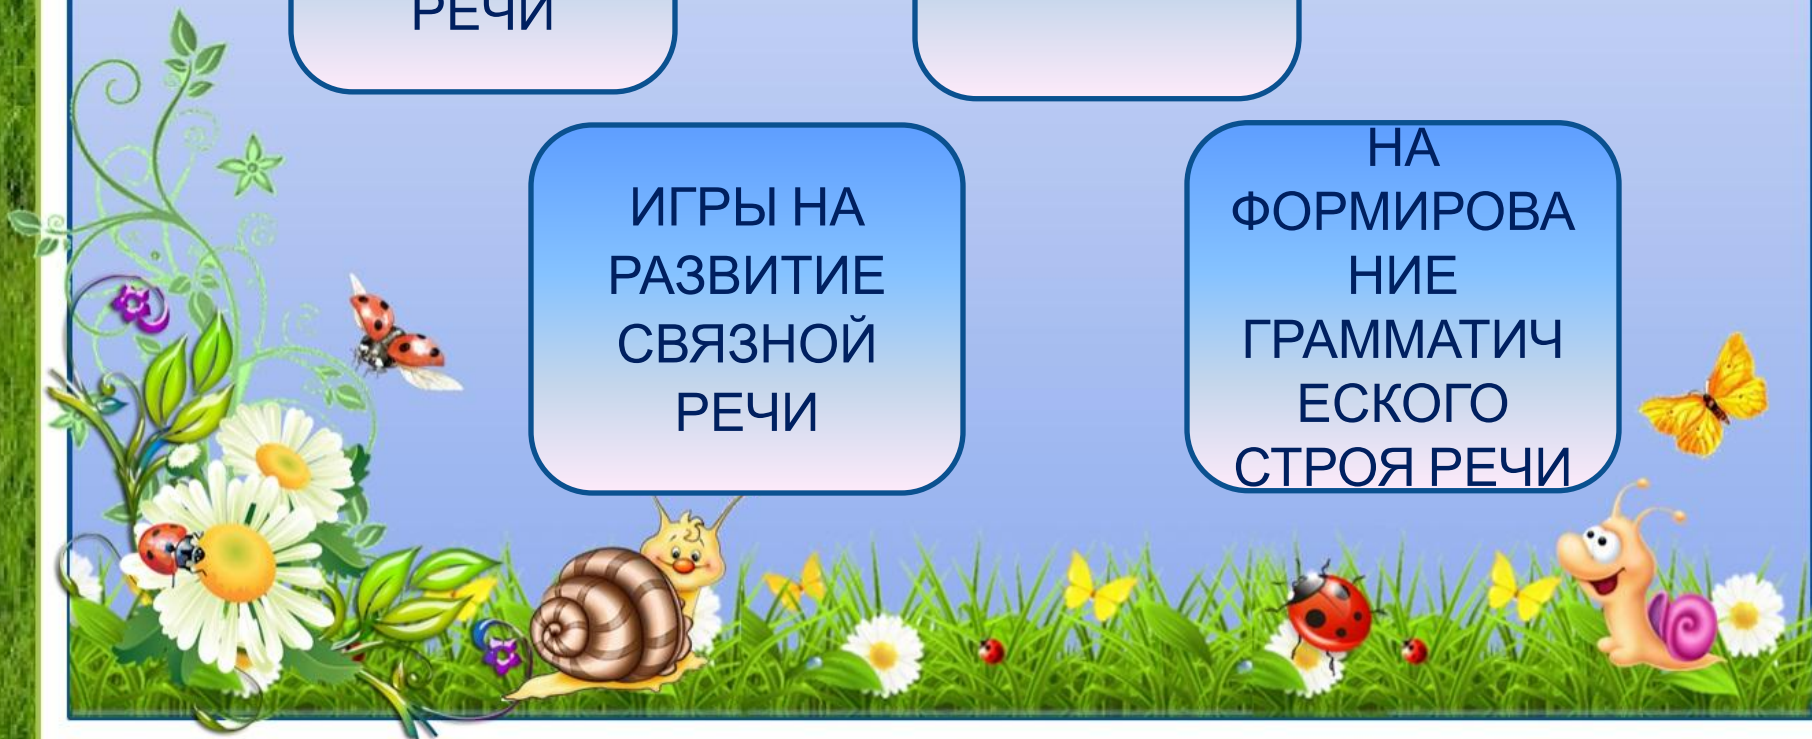 РЕЧИ
ИГРЫ НА
РАЗВИТИЕ
СВЯЗНОЙ
РЕЧИ
НА
ФОРМИРОВА
НИЕ
ГРАММАТИЧ
ЕСКОГО
СТРОЯ РЕЧИ